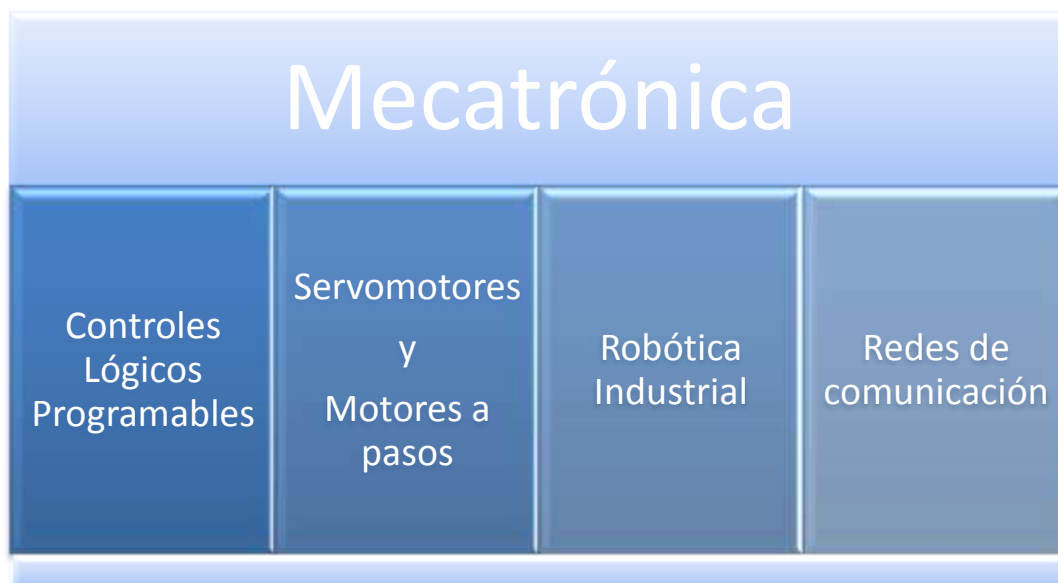 Mecatrónica
Controles
Lógicos
Programables
Servomotores
y
Motores a
pasos
Robótica
Industrial
Redes de
comunicación